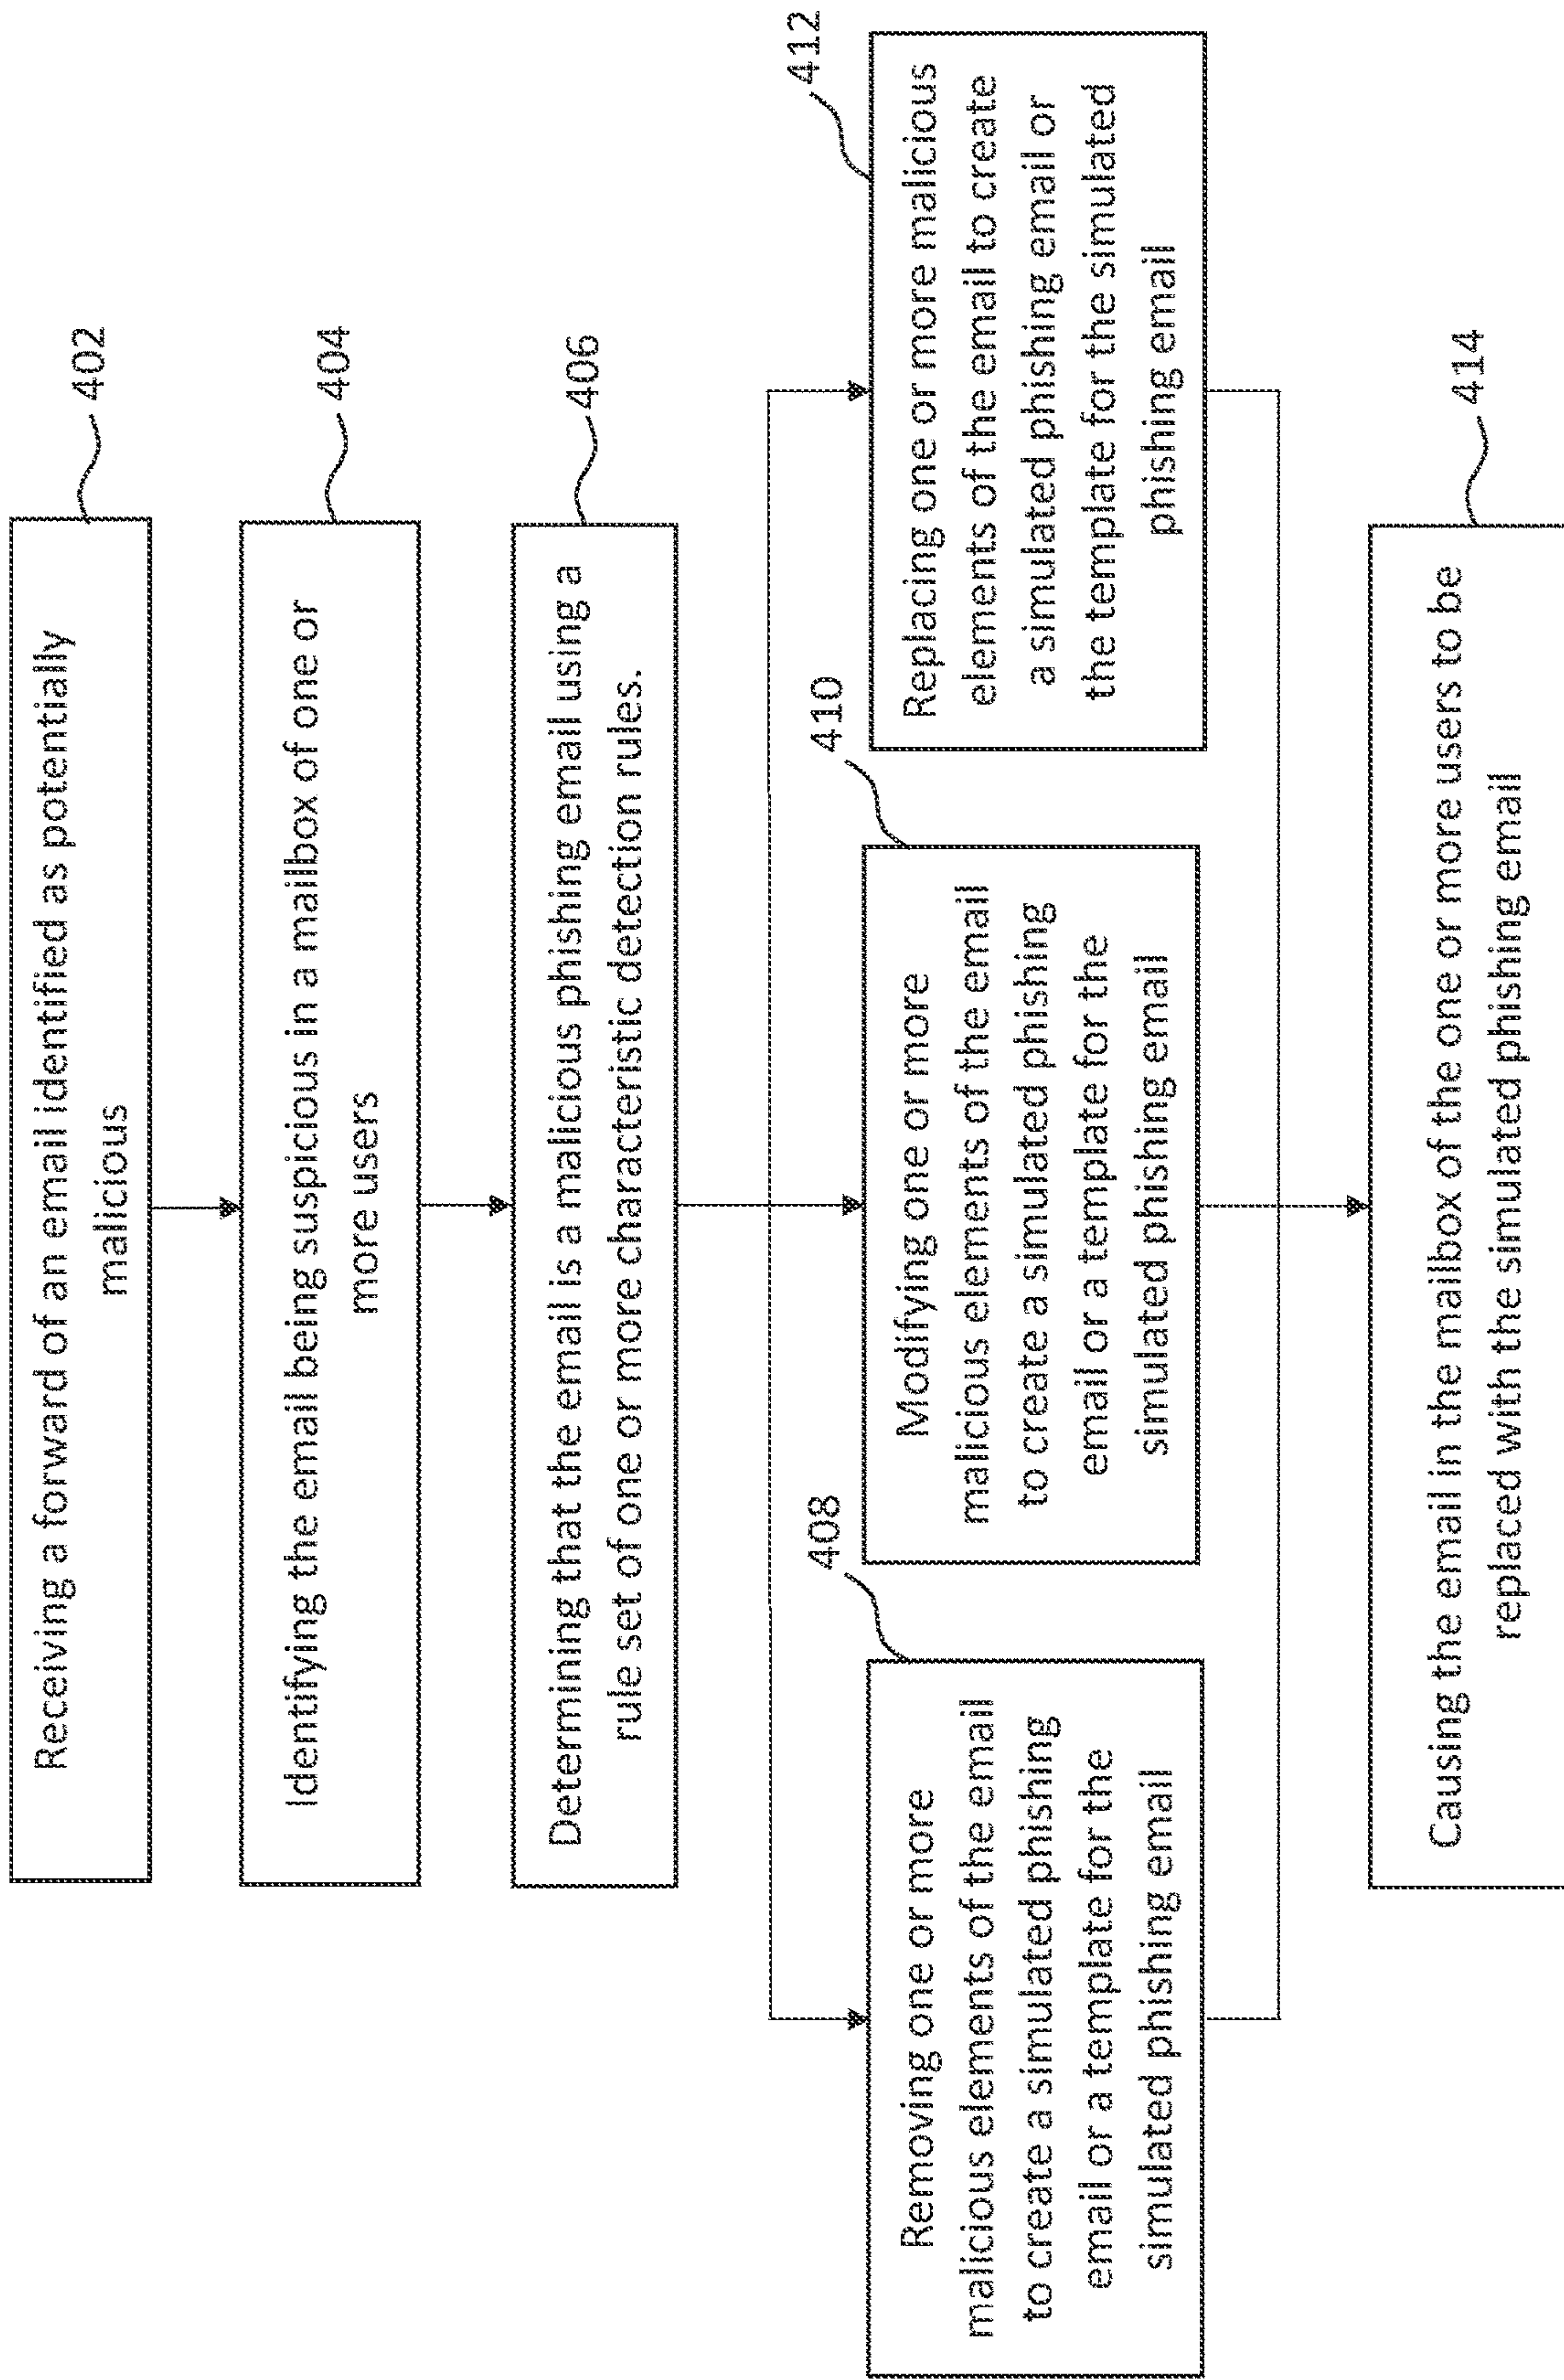 Receiving a forward of an email identified as potentially
malicious
402
Identifying the email being suspicious in a mailbox of one or
more users
404
Determining that the email is a malicious phishing email using a
rule set of one or more characteristic detection rules.
406
408
Removing one or more
malicious elements of the email
to create a simulated phishing
email or a template for the
simulated phishing email
410
Modifying one or more
malicious elements of the email
to create a simulated phishing
email or a template for the
simulated phishing email
412
Replacing one or more malicious
elements of the email to create
a simulated phishing email or
the template for the simulated
phishing email
Causing the email in the mailbox of the one or more users to be
replaced with the simulated phishing email
414